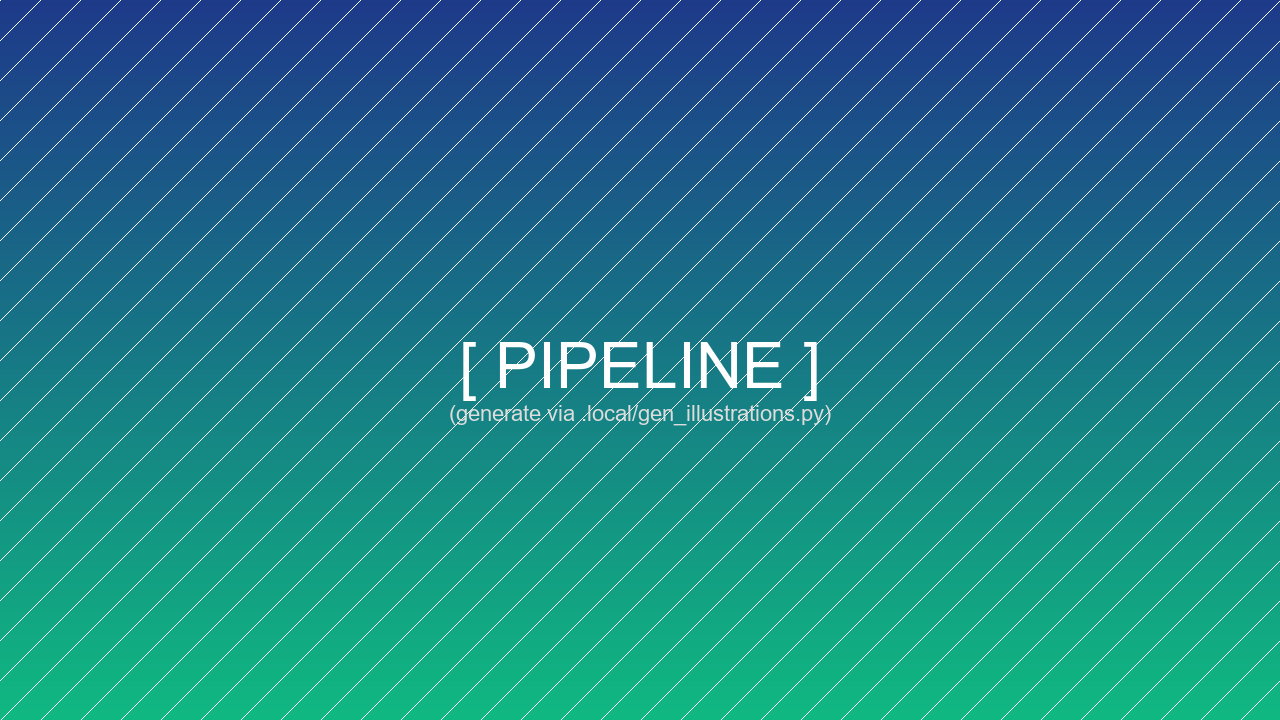 [ PIPELINE ]
(generate via .local/gen_illustrations.py)